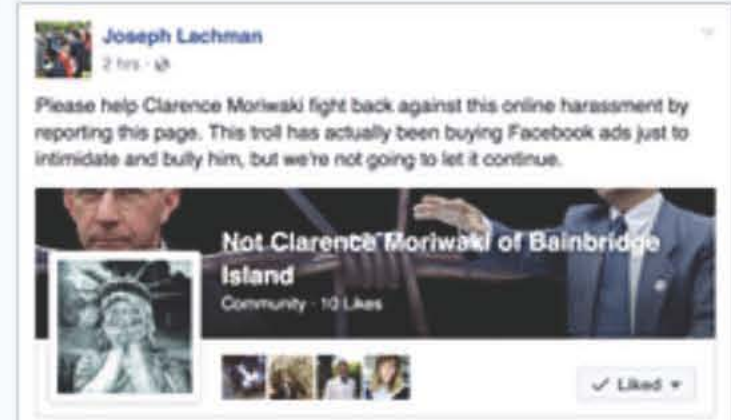 Joseph Lachman
2 hrs ·
Please help Clarence Moriwaki fight back against this online harassment by
reporting this page. This troll has actually been buying Facebook ads just to
intimidate and bully him, but we're not going to let it continue.
Not Clarence Moriwaki of Bainbridge
Island
Community · 10 Likes
Liked